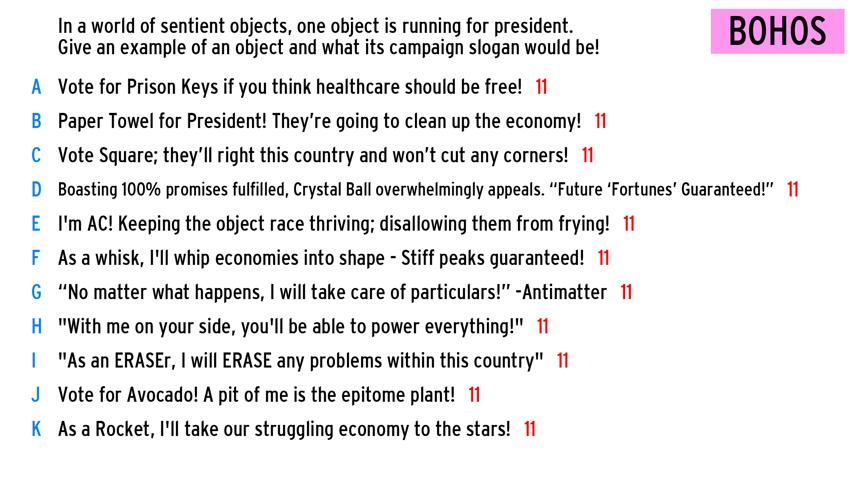 In a world of sentient objects, one object is running for president.
Give an example of an object and what its campaign slogan would be!
BOHOS
A Vote for Prison Keys if you think healthcare should be free! 11
B Paper Towel for President! They're going to clean up the economy! 11
C Vote Square; they'll right this country and won't cut any corners! 11
D Boasting 100% promises fulfilled, Crystal Ball overwhelmingly appeals. “Future ‘Fortunes’ Guaranteed!” 11
E I'm AC! Keeping the object race thriving; disallowing them from frying! 11
F As a whisk, I'll whip economies into shape - Stiff peaks guaranteed! 11
G “No matter what happens, I will take care of particulars!” -Antimatter 11
H "With me on your side, you'll be able to power everything!" 11
I "As an ERASEr, I will ERASE any problems within this country" 11
J Vote for Avocado! A pit of me is the epitome plant! 11
K As a Rocket, I'll take our struggling economy to the stars! 11